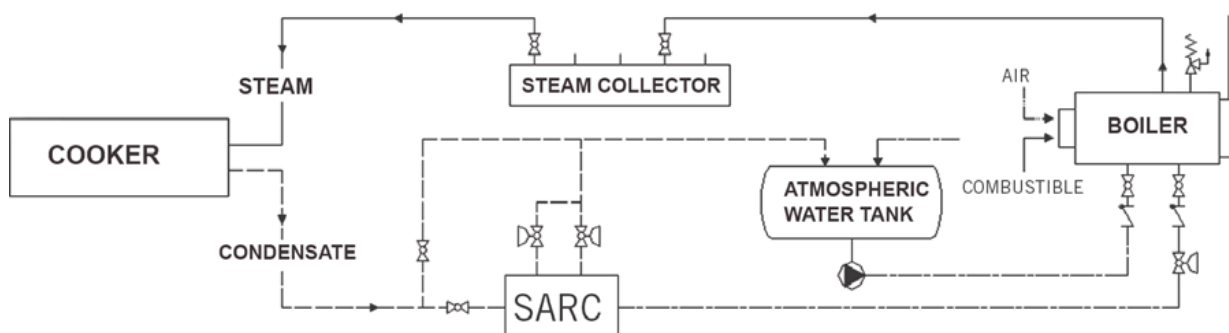 STEAM
STEAM COLLECTOR
AIR
BOILER
COOKER
COMBUSTIBLE
ATMOSPHERIC
WATER TANK
CONDENSATE
SARC